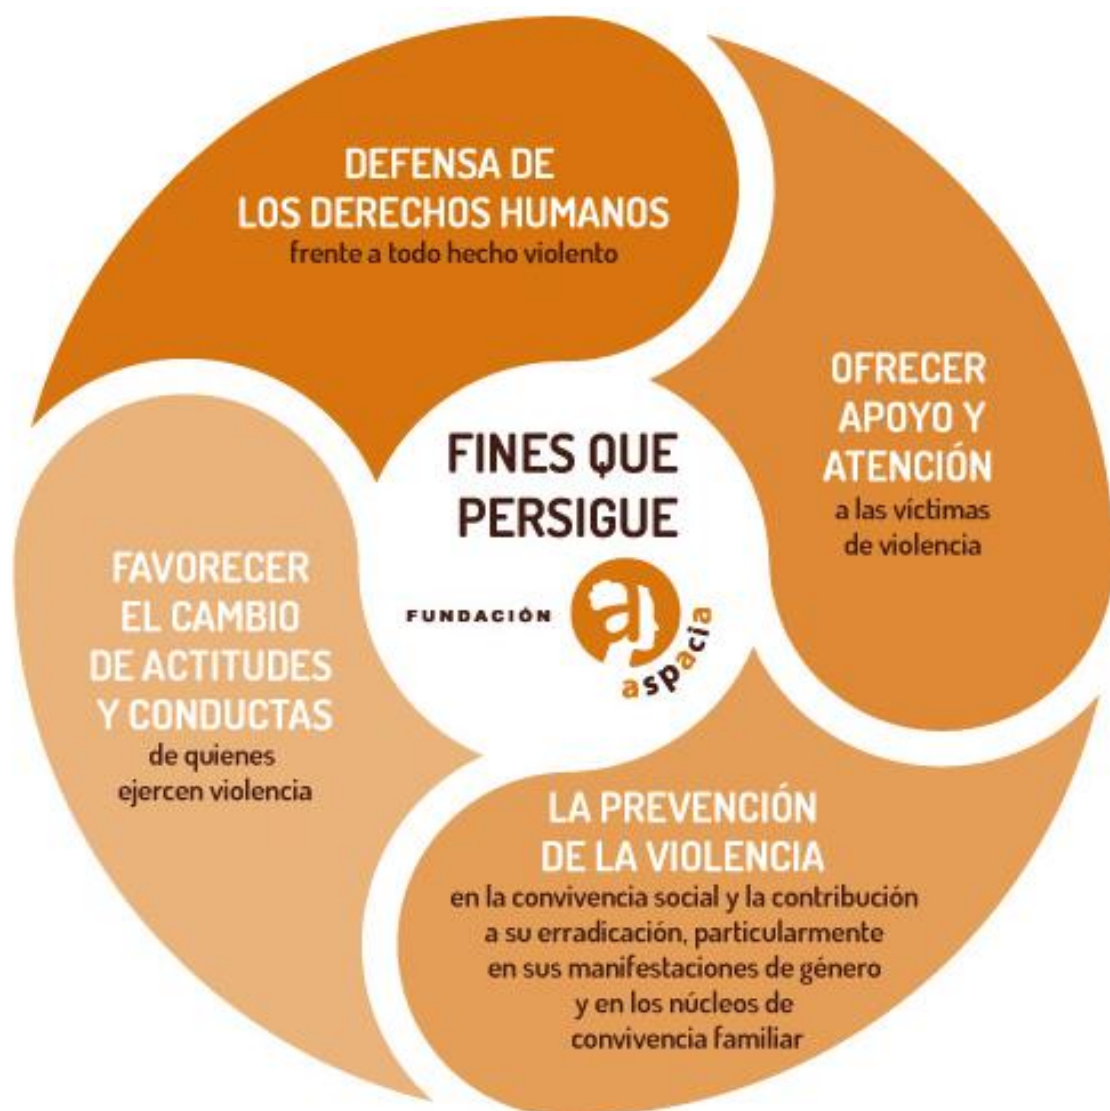 DEFENSA DE
LOS DERECHOS HUMANOS
frente a todo hecho violento
OFRECER
APOYO Y
ATENCIÓN
a las víctimas
de violencia
FINES QUE
PERSIGUE
FUNDACIÓN
aspacia
FAVORECER
EL CAMBIO
DE ACTITUDES
Y CONDUCTAS
de quienes
ejercen violencia
LA PREVENCIÓN
DE LA VIOLENCIA
en la convivencia social y la contribución
a su erradicación, particularmente
en sus manifestaciones de género
y en los núcleos de
convivencia familiar